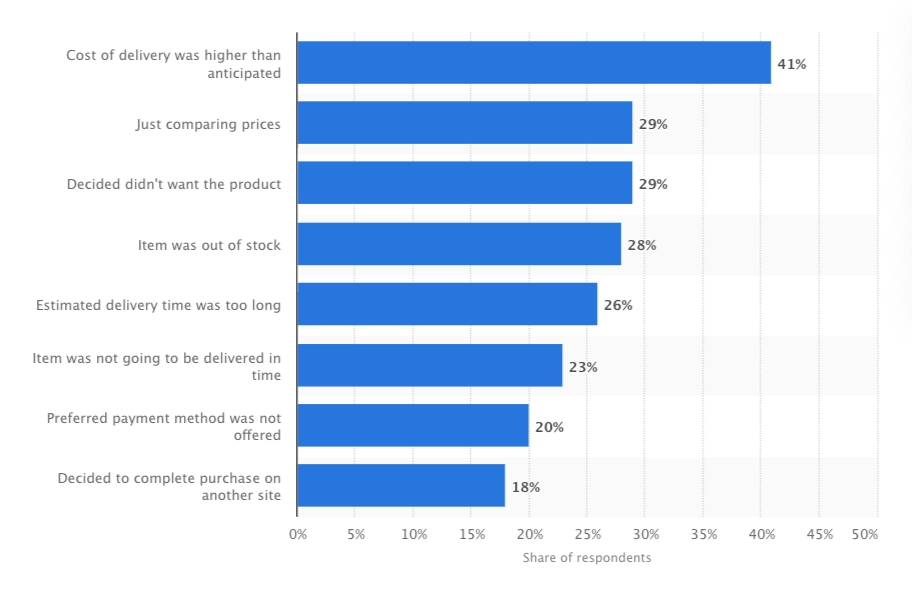 Cost of delivery was higher than
anticipated
41%
Just comparing prices
29%
Decided didn't want the product
29%
Item was out of stock
28%
Estimated delivery time was too long
26%
Item was not going to be delivered in
time
23%
Preferred payment method was not
offered
20%
Decided to complete purchase on
another site
18%
0% 5% 10% 15% 20% 25% 30% 35% 40% 45% 50%
Share of respondents